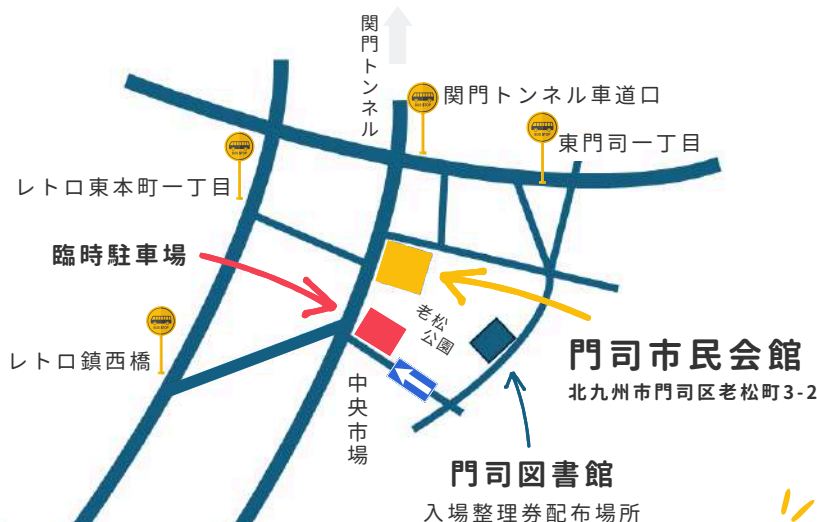 関門トンネル
関門トンネル車道口
東門司一丁目
レトロ東本町一丁目
臨時駐車場
老松
公園
レトロ鎮西橋
門司市民会館
北九州市門司区老松町3-2
中央市場
門司図書館
入場整理券配布場所